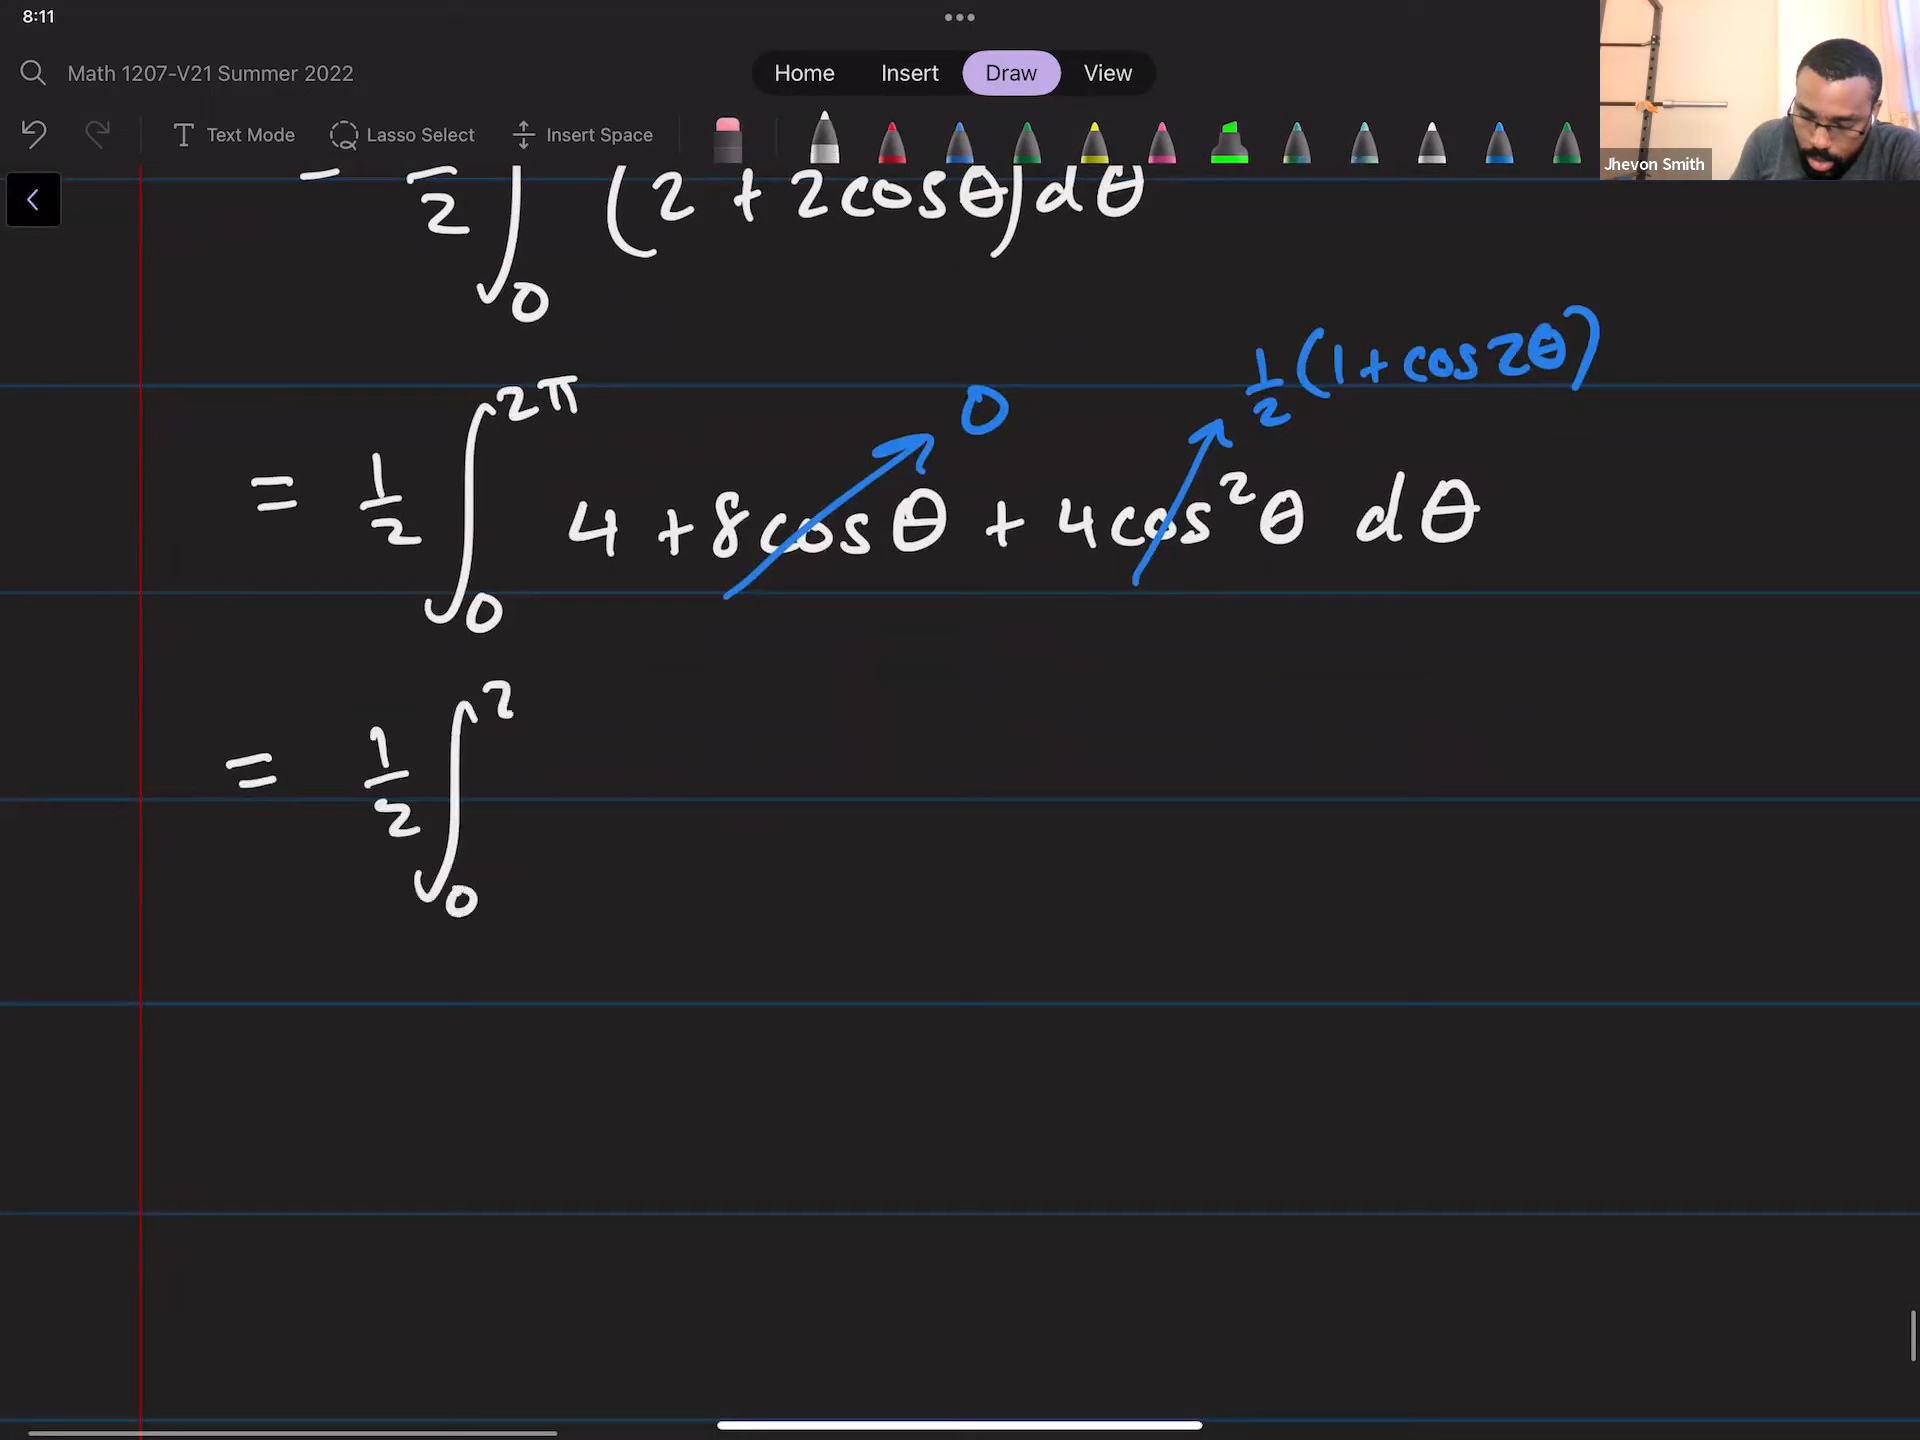 8:11
Math 1207-V21 Summer 2022
Home Insert Draw View
Text Mode Lasso Select Insert Space
Jhevon Smith
= 1/2 ∫₀ (2 + 2cosθ) dθ
0 1/2(1 + cos2θ)
= 1/2 ∫₀^2π 4 + 8cosθ + 4cos²θ dθ
= 1/2 ∫₀^2